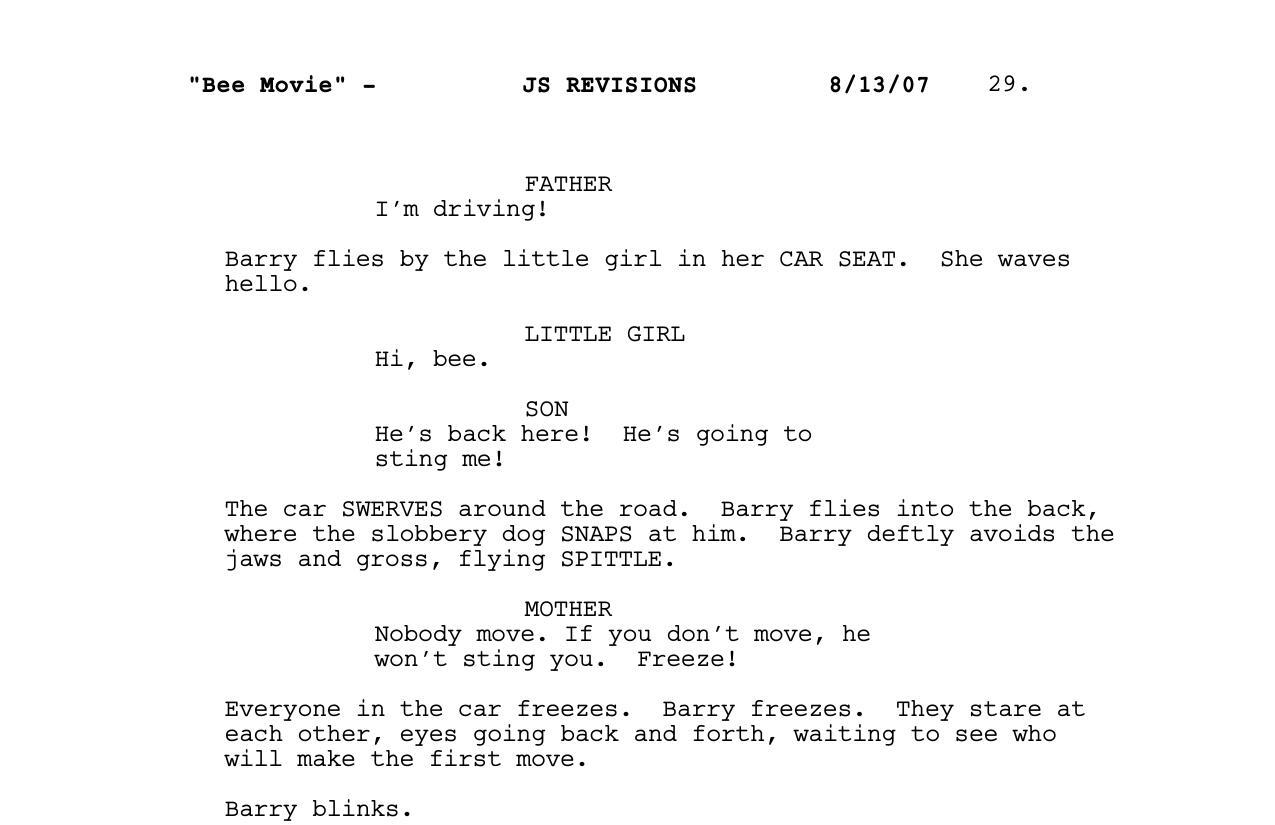 "Bee Movie" - JS REVISIONS 8/13/07 29.
FATHER
I'm driving!
Barry flies by the little girl in her CAR SEAT.  She waves
hello.
LITTLE GIRL
Hi, bee.
SON
He's back here!  He's going to
sting me!
The car SWERVES around the road.  Barry flies into the back,
where the slobbery dog SNAPS at him.  Barry deftly avoids the
jaws and gross, flying SPITTLE.
MOTHER
Nobody move. If you don't move, he
won't sting you.  Freeze!
Everyone in the car freezes.  Barry freezes.  They stare at
each other, eyes going back and forth, waiting to see who
will make the first move.
Barry blinks.